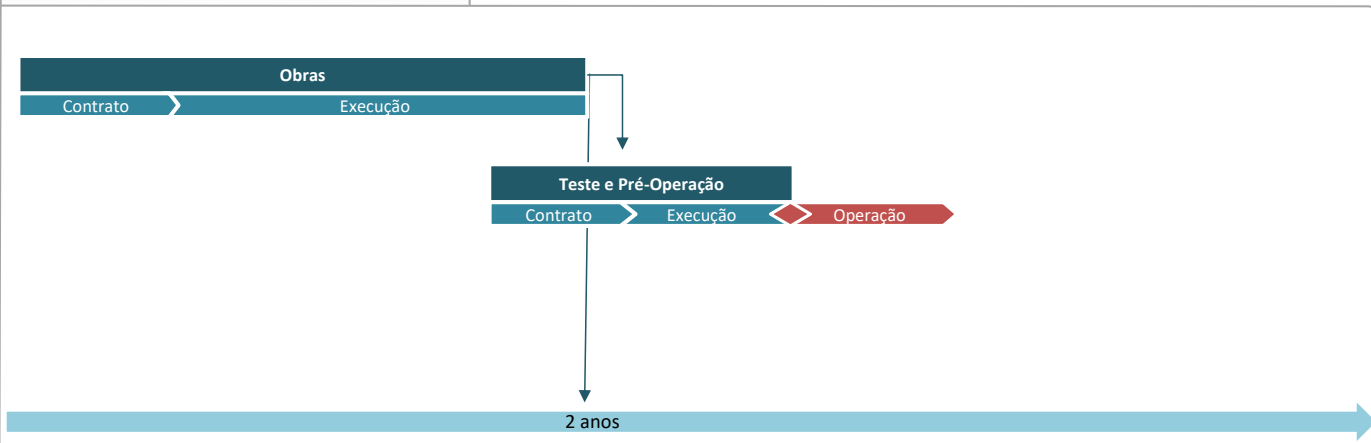 Obras
Contrato
Execução
Teste e Pré-Operação
Contrato
Execução
Operação
2 anos